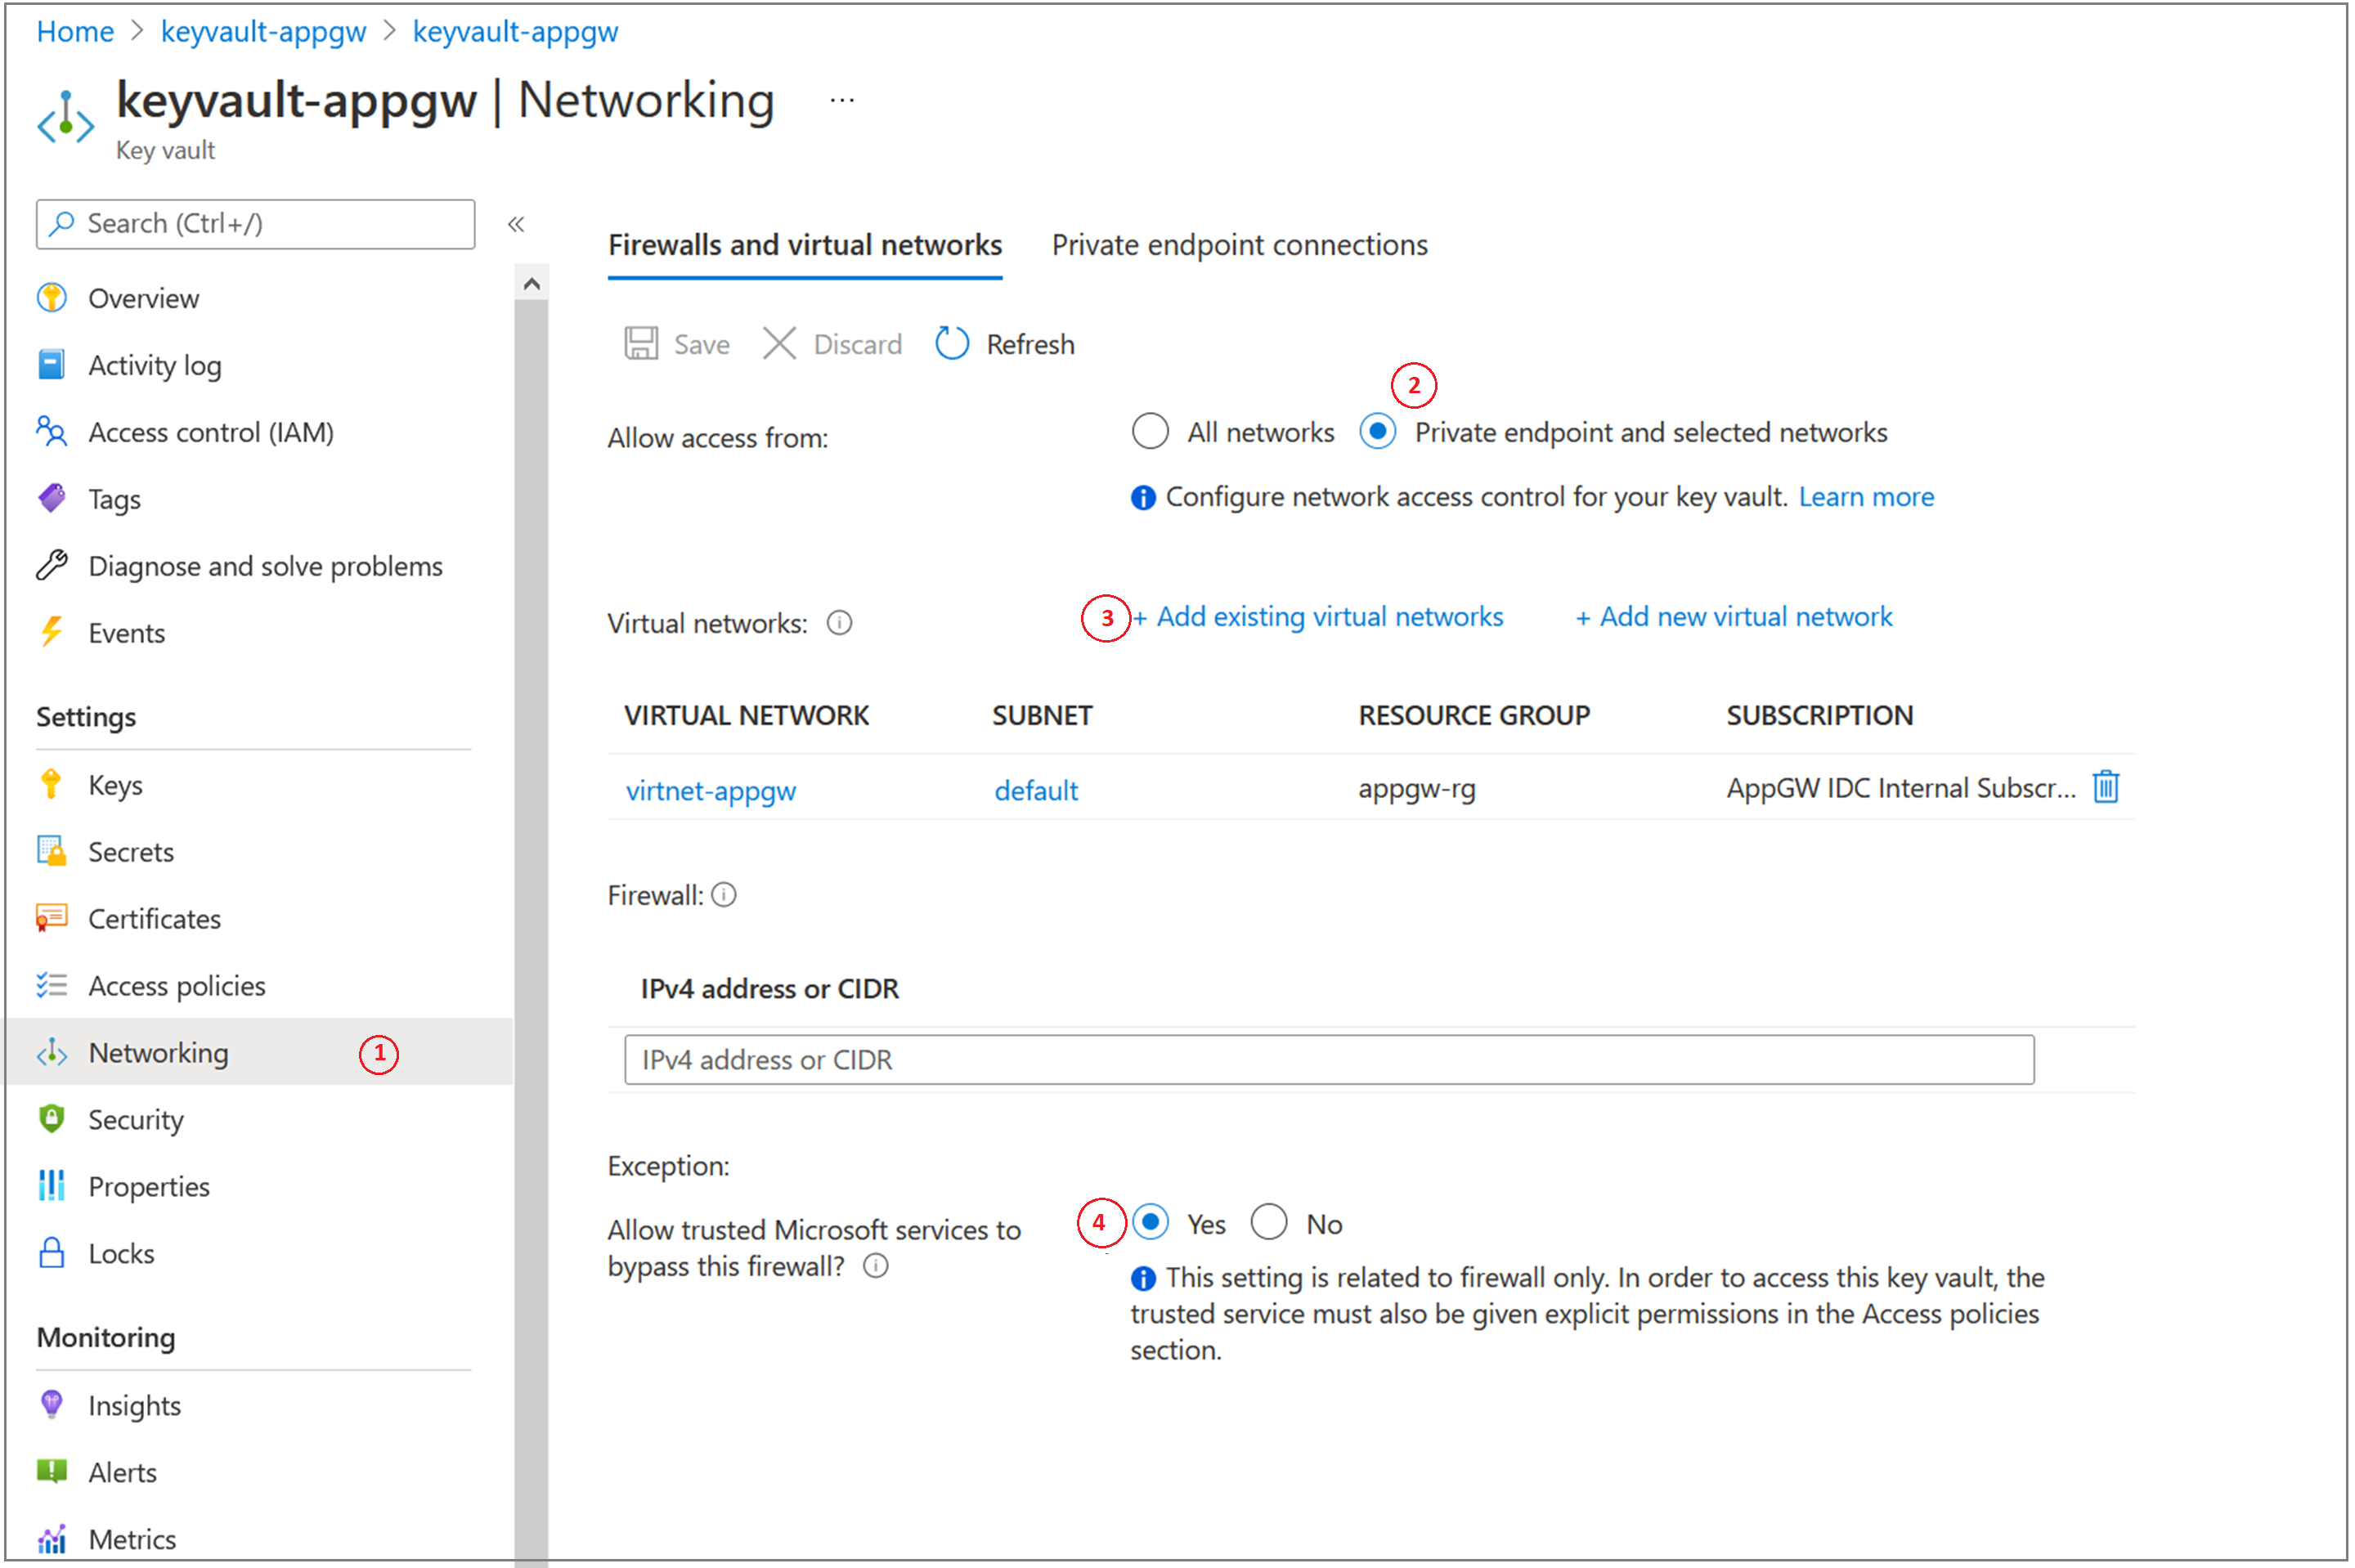 Home > keyvault-appgw > keyvault-appgw
keyvault-appgw | Networking ...
Key vault
Search (Ctrl+/) «
Overview
Activity log
Access control (IAM)
Tags
Diagnose and solve problems
Events
Settings
Keys
Secrets
Certificates
Access policies
Networking 1
Security
Properties
Locks
Monitoring
Insights
Alerts
Metrics
Firewalls and virtual networks Private endpoint connections
Save Discard Refresh
2
Allow access from: All networks Private endpoint and selected networks
Configure network access control for your key vault. Learn more
Virtual networks: 3 + Add existing virtual networks + Add new virtual network
VIRTUAL NETWORK SUBNET RESOURCE GROUP SUBSCRIPTION
virtnet-appgw default appgw-rg AppGW IDC Internal Subscr...
Firewall:
IPv4 address or CIDR
IPv4 address or CIDR
Exception:
Allow trusted Microsoft services to
bypass this firewall?
4 Yes No
This setting is related to firewall only. In order to access this key vault, the
trusted service must also be given explicit permissions in the Access policies
section.